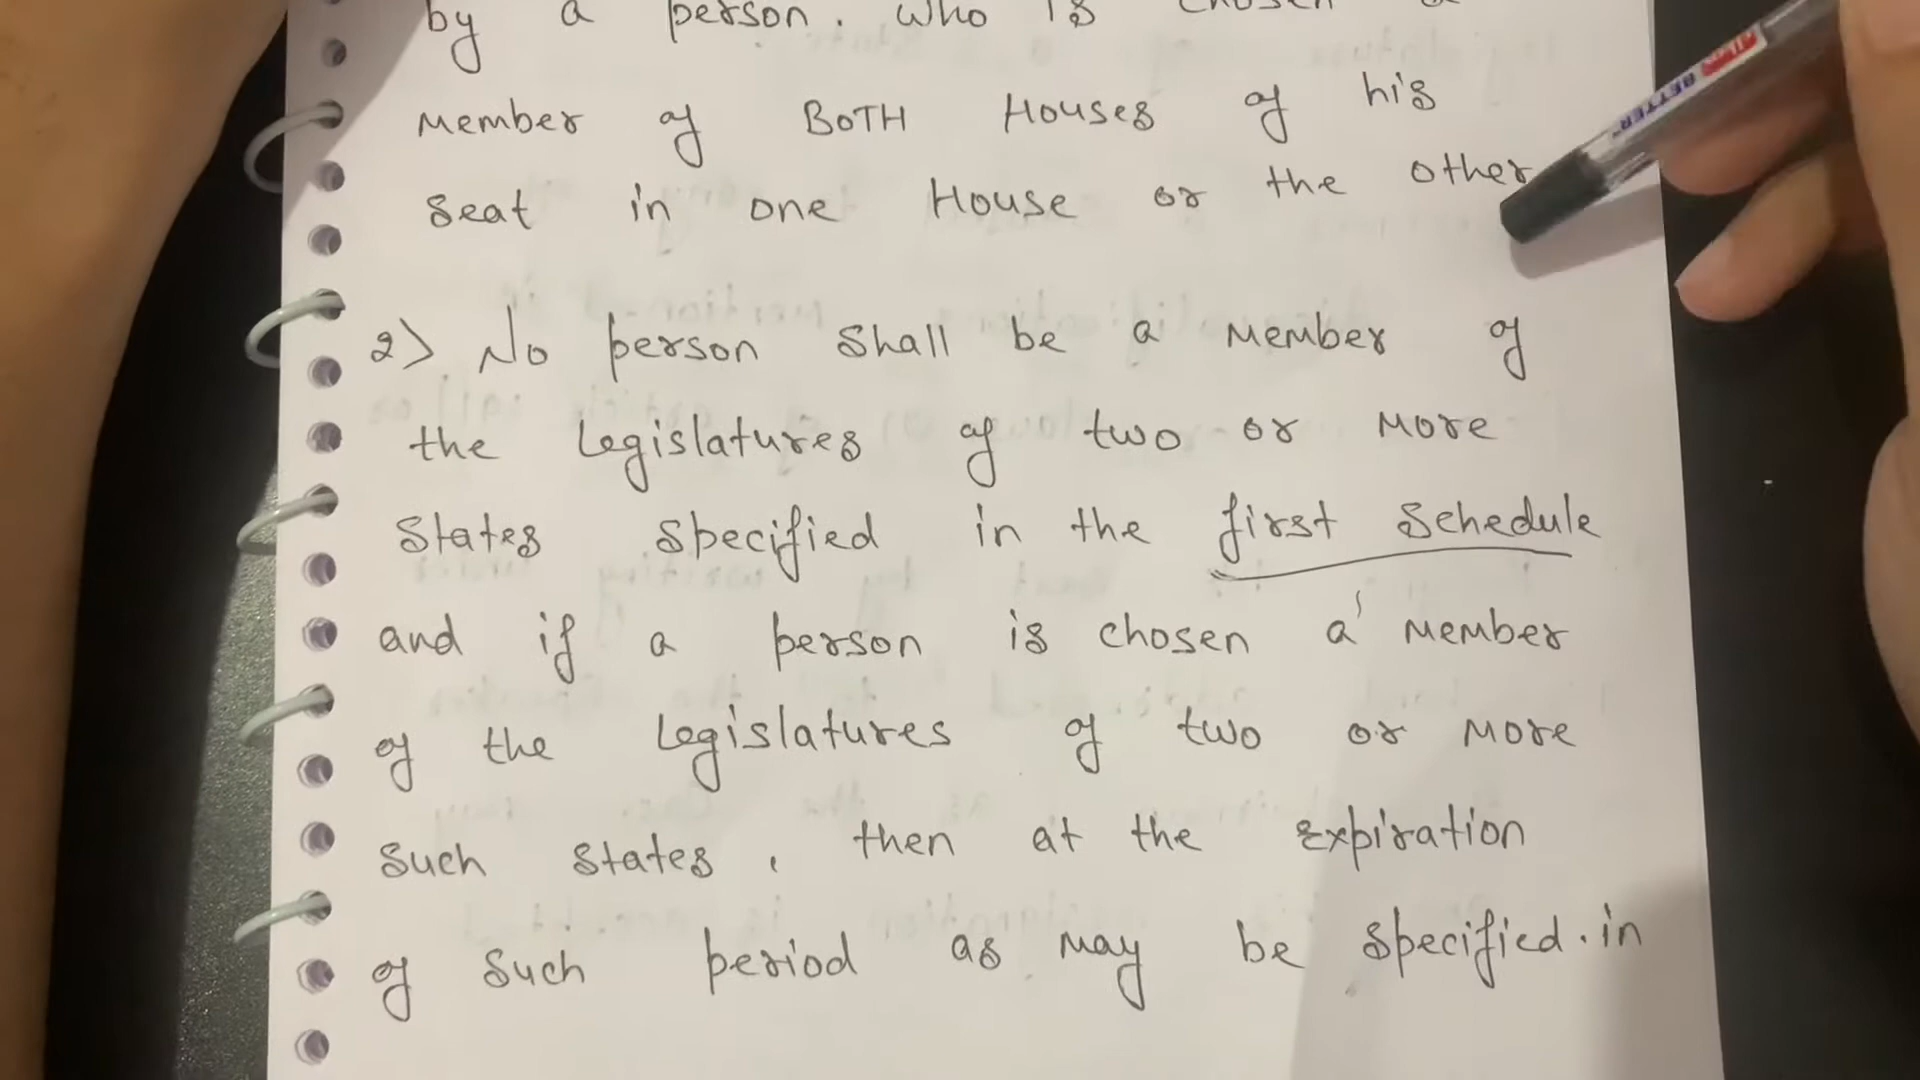 by a person. who is chosen a
Member of BOTH Houses of his
seat in one House or the other
2) No person shall be a member of
the Legislatures of two or more
States specified in the first Schedule
and if a person is chosen a member
of the Legislatures of two or more
such states, then at the expiration
of such period as may be specified.in
BETTER